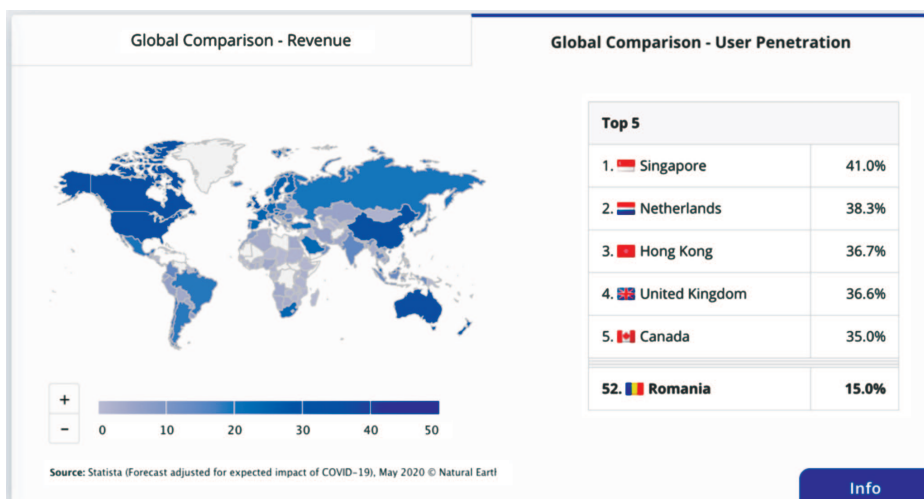 Global Comparison - Revenue
Global Comparison - User Penetration
Top 5
1. Singapore 41.0%
2. Netherlands 38.3%
3. Hong Kong 36.7%
4. United Kingdom 36.6%
5. Canada 35.0%
52. Romania 15.0%
+
−
0 10 20 30 40 50
Source: Statista (Forecast adjusted for expected impact of COVID-19), May 2020 © Natural Earth
Info